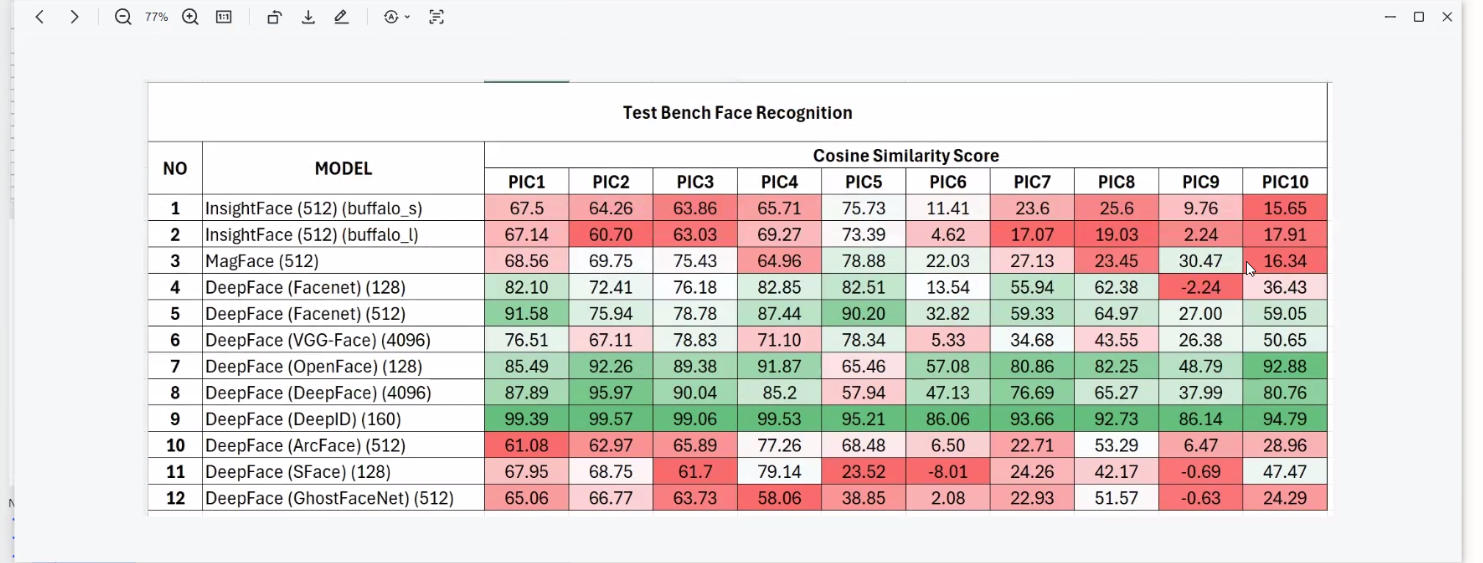 77%
1:1
Test Bench Face Recognition
NO MODEL Cosine Similarity Score
PIC1 PIC2 PIC3 PIC4 PIC5 PIC6 PIC7 PIC8 PIC9 PIC10
1 InsightFace (512) (buffalo_s) 67.5 64.26 63.86 65.71 75.73 11.41 23.6 25.6 9.76 15.65
2 InsightFace (512) (buffalo_l) 67.14 60.70 63.03 69.27 73.39 4.62 17.07 19.03 2.24 17.91
3 MagFace (512) 68.56 69.75 75.43 64.96 78.88 22.03 27.13 23.45 30.47 16.34
4 DeepFace (Facenet) (128) 82.10 72.41 76.18 82.85 82.51 13.54 55.94 62.38 -2.24 36.43
5 DeepFace (Facenet) (512) 91.58 75.94 78.78 87.44 90.20 32.82 59.33 64.97 27.00 59.05
6 DeepFace (VGG-Face) (4096) 76.51 67.11 78.83 71.10 78.34 5.33 34.68 43.55 26.38 50.65
7 DeepFace (OpenFace) (128) 85.49 92.26 89.38 91.87 65.46 57.08 80.86 82.25 48.79 92.88
8 DeepFace (DeepFace) (4096) 87.89 95.97 90.04 85.2 57.94 47.13 76.69 65.27 37.99 80.76
9 DeepFace (DeepID) (160) 99.39 99.57 99.06 99.53 95.21 86.06 93.66 92.73 86.14 94.79
10 DeepFace (ArcFace) (512) 61.08 62.97 65.89 77.26 68.48 6.50 22.71 53.29 6.47 28.96
11 DeepFace (SFace) (128) 67.95 68.75 61.7 79.14 23.52 -8.01 24.26 42.17 -0.69 47.47
12 DeepFace (GhostFaceNet) (512) 65.06 66.77 63.73 58.06 38.85 2.08 22.93 51.57 -0.63 24.29